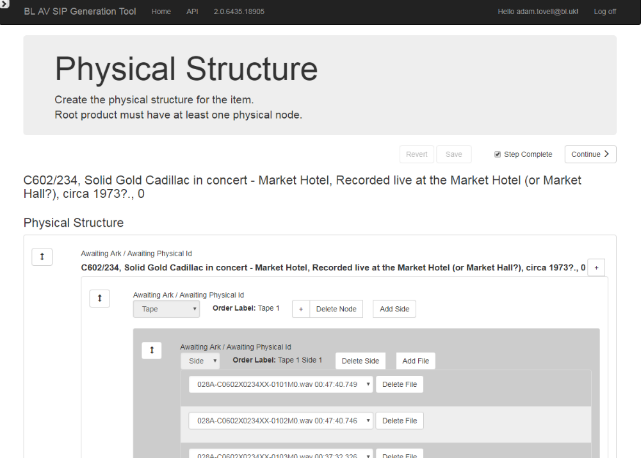 BL AV SIP Generation Tool Home API 2.0.6435.18905 Hello adam.tovell@bl.uk! Log off
Physical Structure
Create the physical structure for the item.
Root product must have at least one physical node.
Revert Save Step Complete Continue
C602/234, Solid Gold Cadillac in concert - Market Hotel, Recorded live at the Market Hotel (or Market
Hall?), circa 1973?., 0
Physical Structure
Awaiting Ark / Awaiting Physical Id
C602/234, Solid Gold Cadillac in concert - Market Hotel, Recorded live at the Market Hotel (or Market Hall?), circa 1973?., 0 +
Awaiting Ark / Awaiting Physical Id
Tape Order Label: Tape 1 + Delete Node Add Side
Awaiting Ark / Awaiting Physical Id
Side Order Label: Tape 1 Side 1 Delete Side Add File
028A-C0602X0234XX-0101M0.wav 00:47:40.749 Delete File
028A-C0602X0234XX-0102M0.wav 00:47:40.746 Delete File
028A-C0602X0234XX-0103M0.wav 00:37:32.326 Delete File